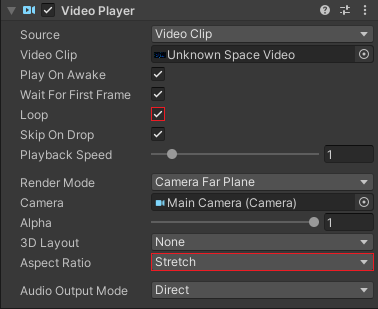 Video Player
Source Video Clip
Video Clip Unknown Space Video
Play On Awake
Wait For First Frame
Loop
Skip On Drop
Playback Speed 1
Render Mode Camera Far Plane
Camera Main Camera (Camera)
Alpha 1
3D Layout None
Aspect Ratio Stretch
Audio Output Mode Direct